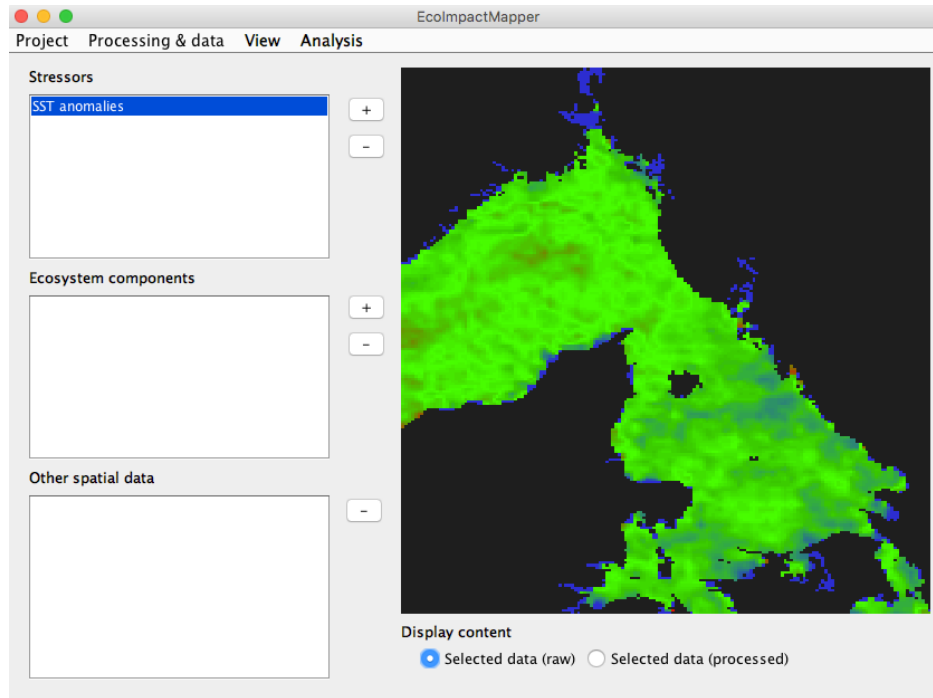 EcoImpactMapper
Project Processing & data View Analysis
Stressors
SST anomalies
+
-
Ecosystem components
+
-
Other spatial data
-
Display content
Selected data (raw) Selected data (processed)